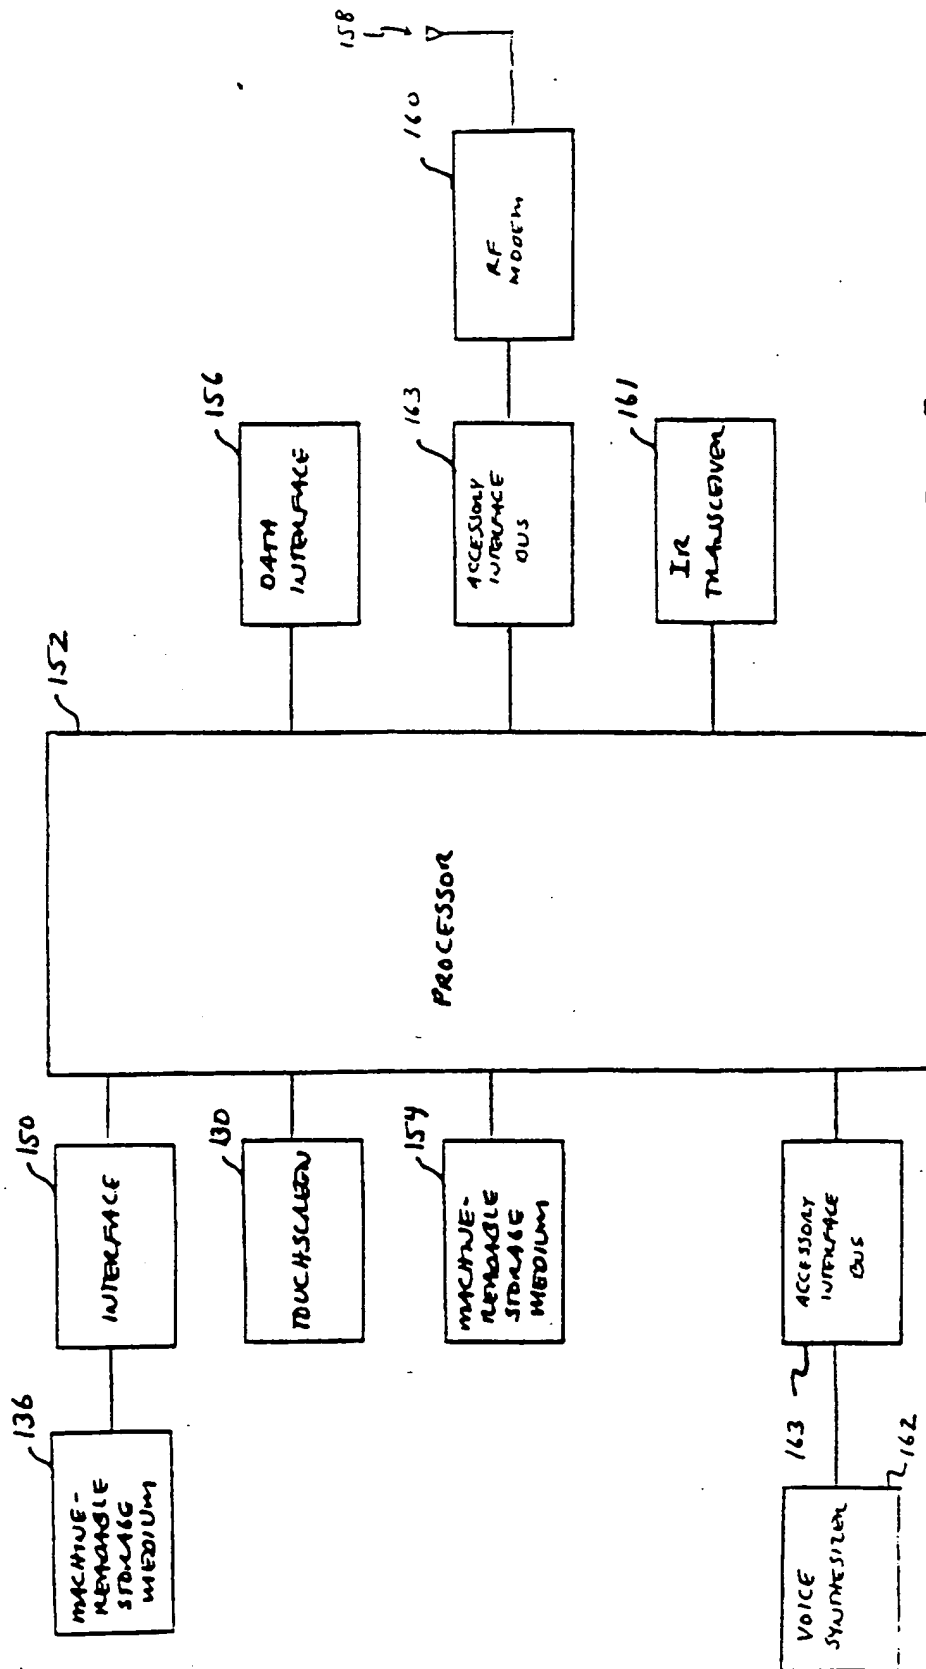 136
MACHINE-
READABLE
STORAGE
MEDIUM
150
INTERFACE
130
TOUCHSCREEN
154
MACHINE-
READABLE
STORAGE
MEDIUM
163
ACCESSORY
INTERFACE
BUS
162
VOICE
SYNTHESIZER
152
PROCESSOR
156
DATA
INTERFACE
163
ACCESSORY
INTERFACE
BUS
161
IR
TRANSCEIVER
160
RF
MODEM
158